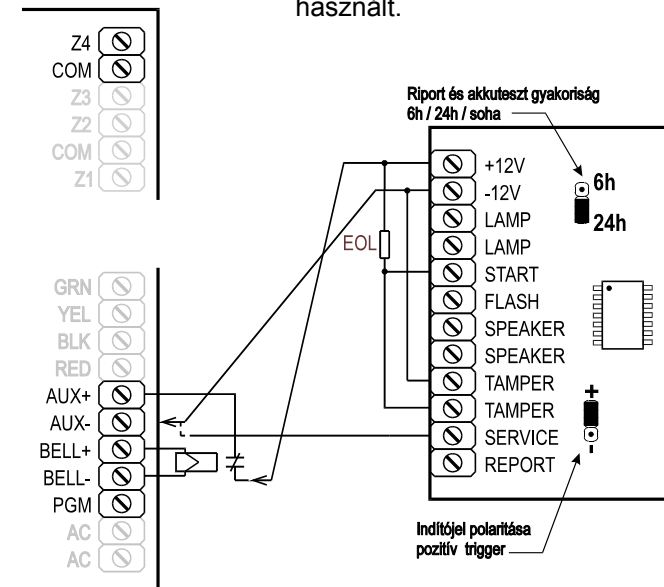 használt.
Z4
COM
Z3
Z2
COM
Z1
Riport és akkuteszt gyakoriság
6h / 24h / soha
+12V
-12V
LAMP
LAMP
START
FLASH
SPEAKER
SPEAKER
TAMPER
TAMPER
SERVICE
REPORT
6h
24h
EOL
GRN
YEL
BLK
RED
AUX+
AUX-
BELL+
BELL-
PGM
AC
AC
+
-
Indítójel polaritása
pozitív trigger